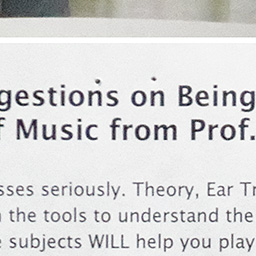 gestions on Being
f Music from Prof.
sses seriously. Theory, Ear Tr
the tools to understand the
subjects WILL help you play